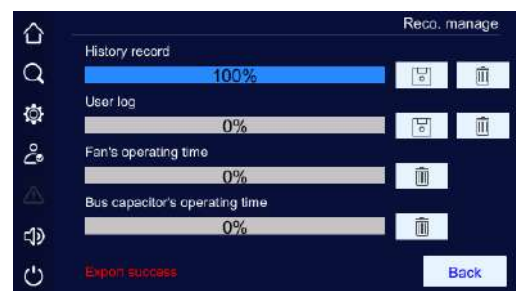 Reco. manage
History record
100%
User log
0%
Fan's operating time
0%
Bus capacitor's operating time
0%
Export success
Back